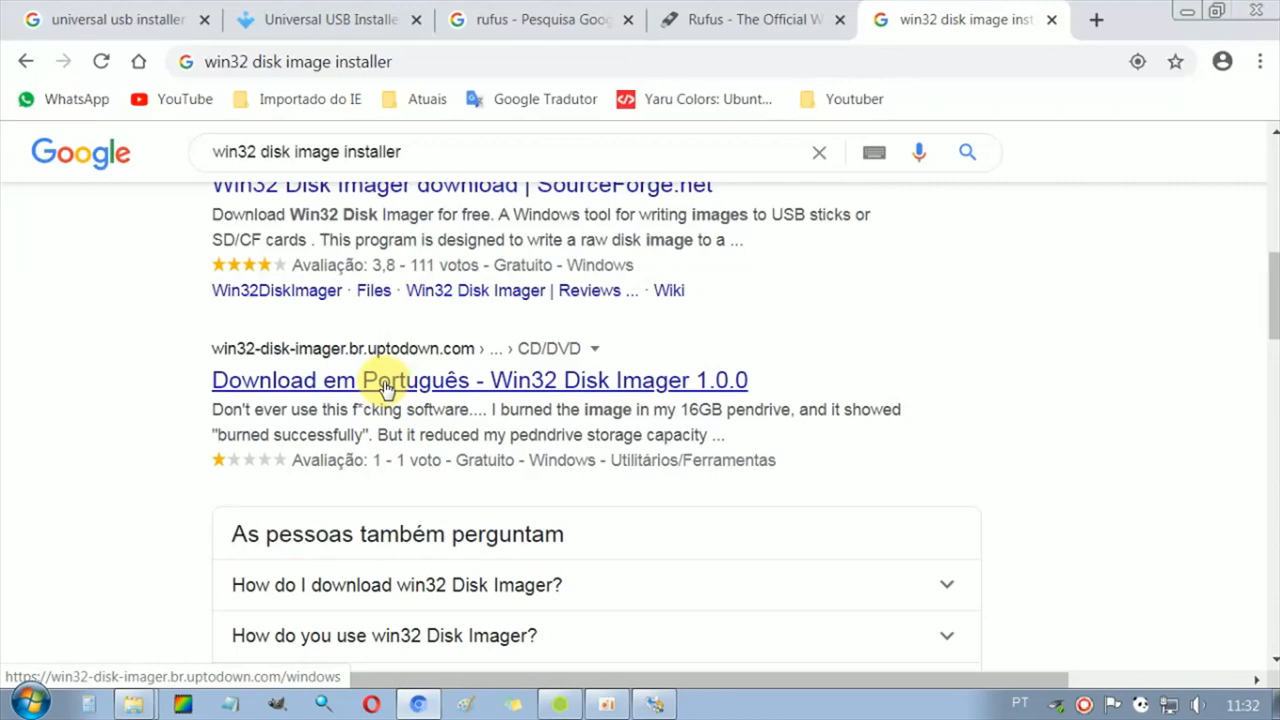 universal usb installer
Universal USB Installe
rufus - Pesquisa Goog
Rufus - The Official W
win32 disk image inst
win32 disk image installer
WhatsApp
YouTube
Importado do IE
Atuais
Google Tradutor
Yaru Colors: Ubunt...
Youtuber
Google
win32 disk image installer
Win32 Disk Imager download | SourceForge.net
Download Win32 Disk Imager for free. A Windows tool for writing images to USB sticks or
SD/CF cards . This program is designed to write a raw disk image to a ...
Avaliação: 3,8 - 111 votos - Gratuito - Windows
Win32DiskImager · Files · Win32 Disk Imager | Reviews ... · Wiki
win32-disk-imager.br.uptodown.com › ... › CD/DVD
Download em Português - Win32 Disk Imager 1.0.0
Don't ever use this f*cking software.... I burned the image in my 16GB pendrive, and it showed
"burned successfully". But it reduced my pedndrive storage capacity ...
Avaliação: 1 - 1 voto - Gratuito - Windows - Utilitários/Ferramentas
As pessoas também perguntam
How do I download win32 Disk Imager?
How do you use win32 Disk Imager?
https://win32-disk-imager.br.uptodown.com/windows
PT
11:32